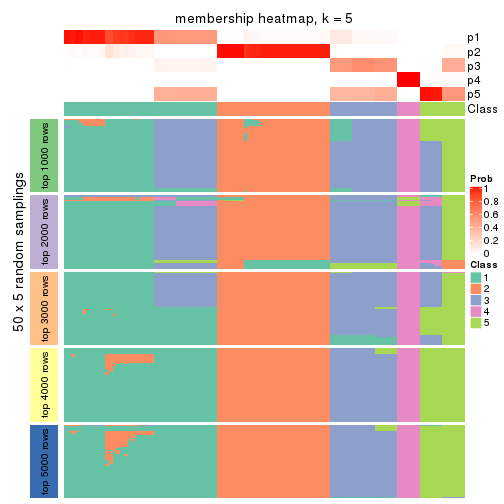 membership heatmap, k = 5
p1
p2
p3
p4
p5
Class
50 x 5 random samplings
top 1000 rows
top 2000 rows
top 3000 rows
top 4000 rows
top 5000 rows
Prob
1
0.8
0.6
0.4
0.2
0
Class
1
2
3
4
5